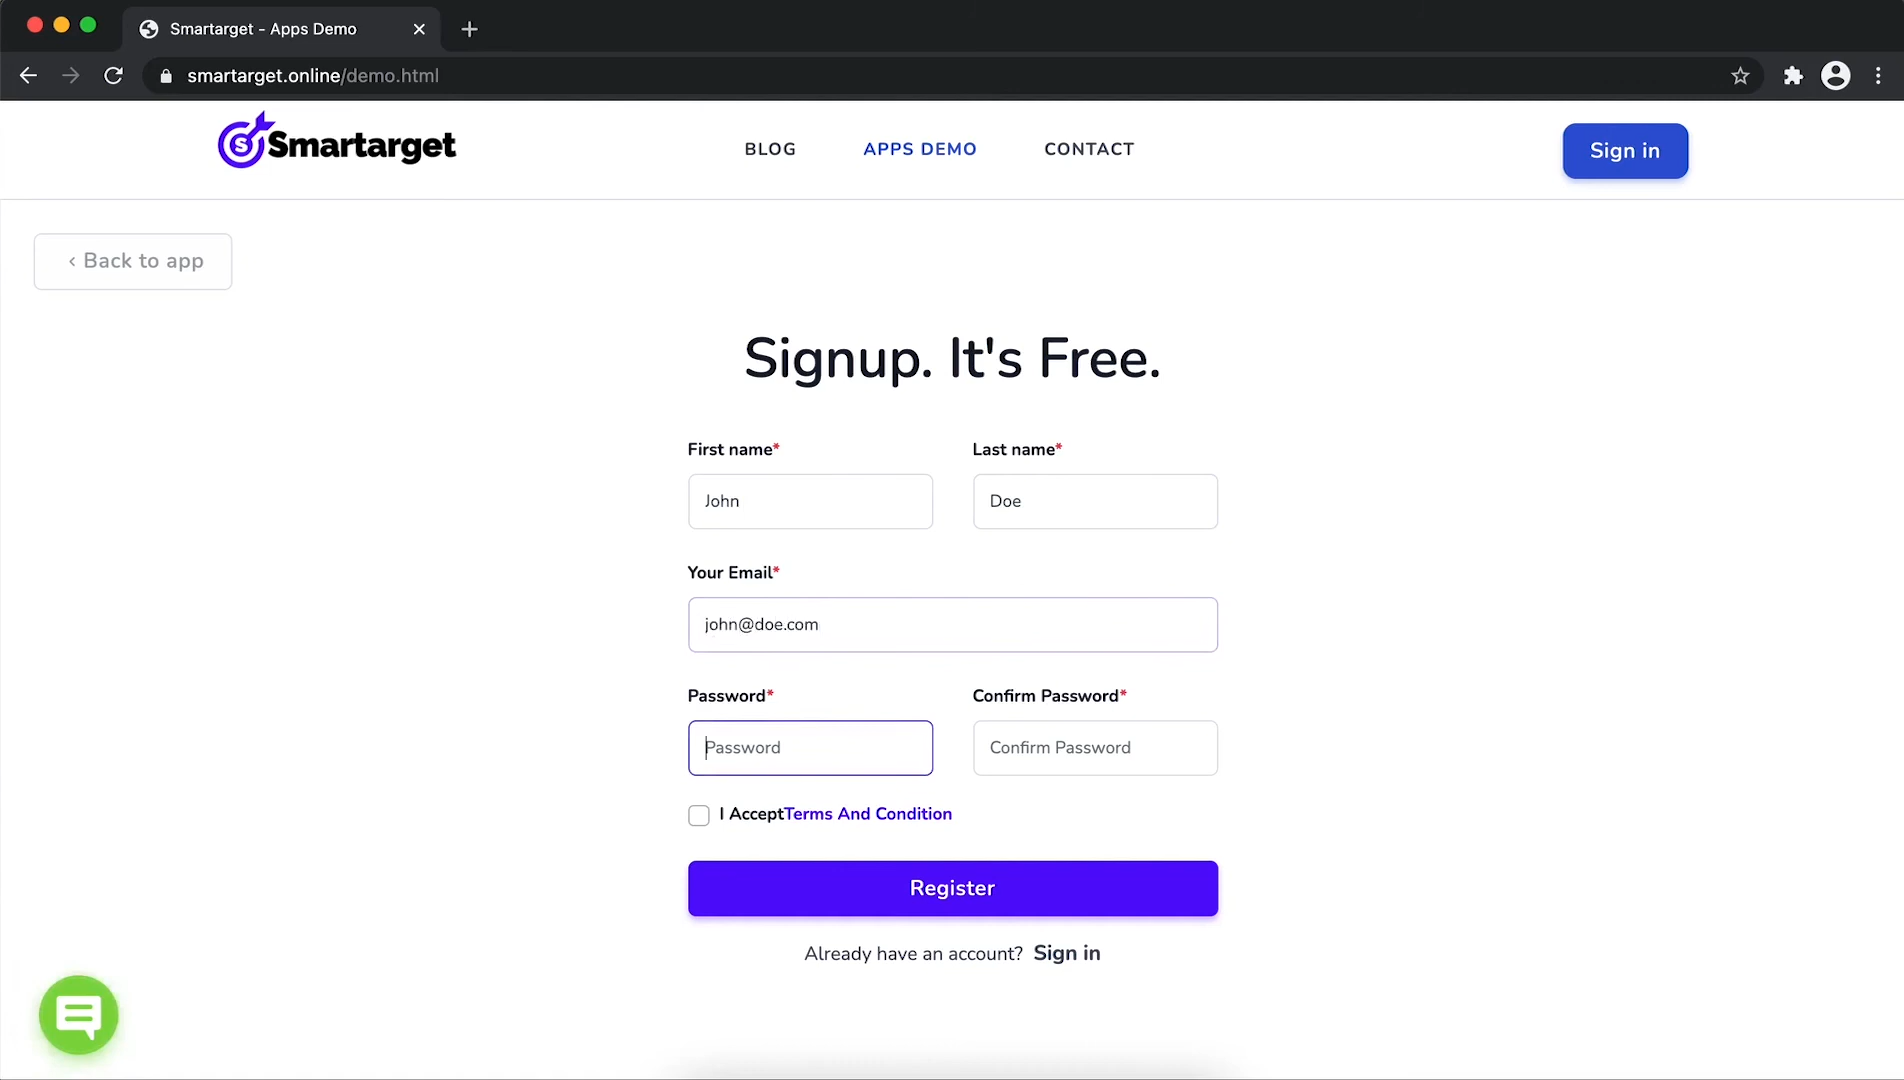 Smartarget - Apps Demo
smartarget.online/demo.html
Smartarget
BLOG
APPS DEMO
CONTACT
Sign in
‹ Back to app
Signup. It's Free.
First name*
Last name*
John
Doe
Your Email*
john@doe.com
Password*
Confirm Password*
Password
Confirm Password
I AcceptTerms And Condition
Register
Already have an account? Sign in